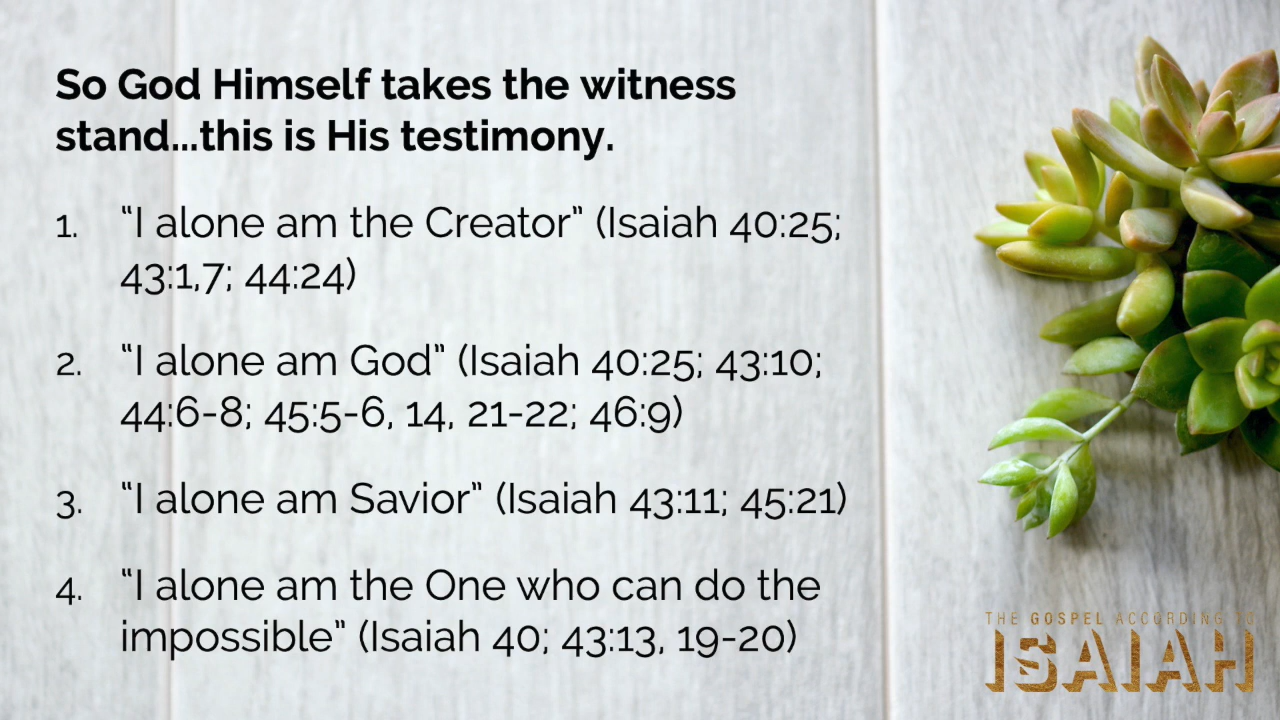 So God Himself takes the witness
stand...this is His testimony.
1. “I alone am the Creator” (Isaiah 40:25;
43:1,7; 44:24)
2. “I alone am God” (Isaiah 40:25; 43:10;
44:6-8; 45:5-6, 14, 21-22; 46:9)
3. “I alone am Savior” (Isaiah 43:11; 45:21)
4. “I alone am the One who can do the
impossible” (Isaiah 40; 43:13, 19-20)
THE GOSPEL ACCORDING TO
ISAIAH